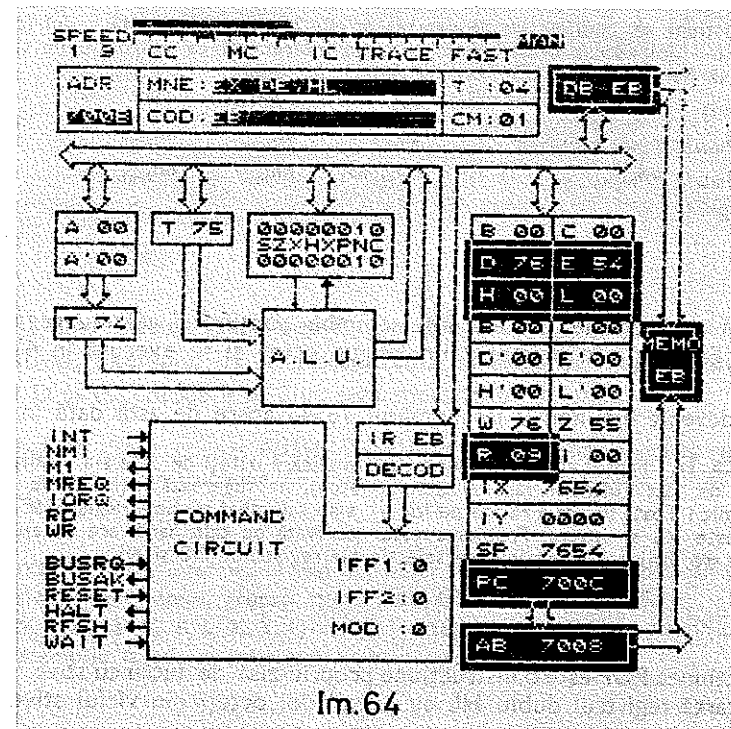 SPEED
1 9 CC MC IC TRACE FAST
ADR MNE:EX DE,HL T :04 DB EB
COD:EB CM:01
A 00 T 75 00000010 B 00 C 00
A'00 SZXHXPNC D 76 E 54
00000010 H 00 L 00
T 74 A.L.U. B'00 C'00 MEMO
D'00 E'00 EB
H'00 L'00
IR EB W 76 Z 55
DECOD R I 00
IX 7654
IY 0000
SP 7654
PC 700C
AB
INT
NMI
M1
MREQ
IORQ
RD
WR
BUSRQ
BUSAK
RESET
HALT
RFSH
WAIT
COMMAND
CIRCUIT
IFF1:0
IFF2:0
MOD :0
Im.64